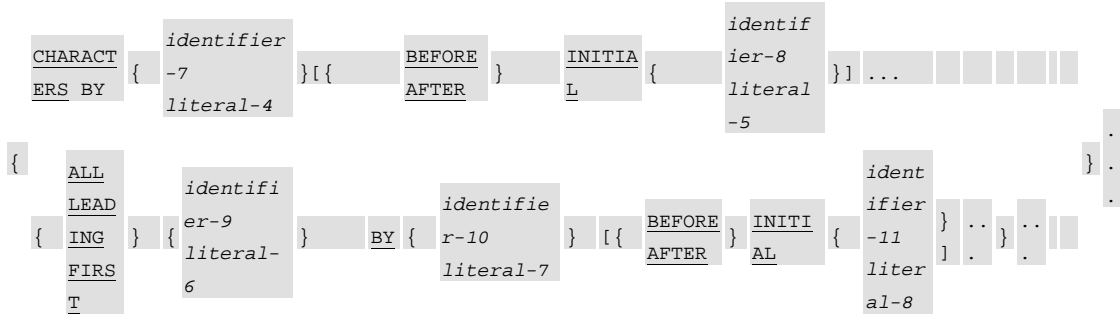 CHARACTERS BY { identifier-7 literal-4 } [ { BEFORE AFTER } INITIAL { identifier-8 literal-5 } ] ...
{ { ALL LEADING FIRST } { identifier-9 literal-6 } BY { identifier-10 literal-7 } [ { BEFORE AFTER } INITIAL { identifier-11 literal-8 } ] ... } ... } ...